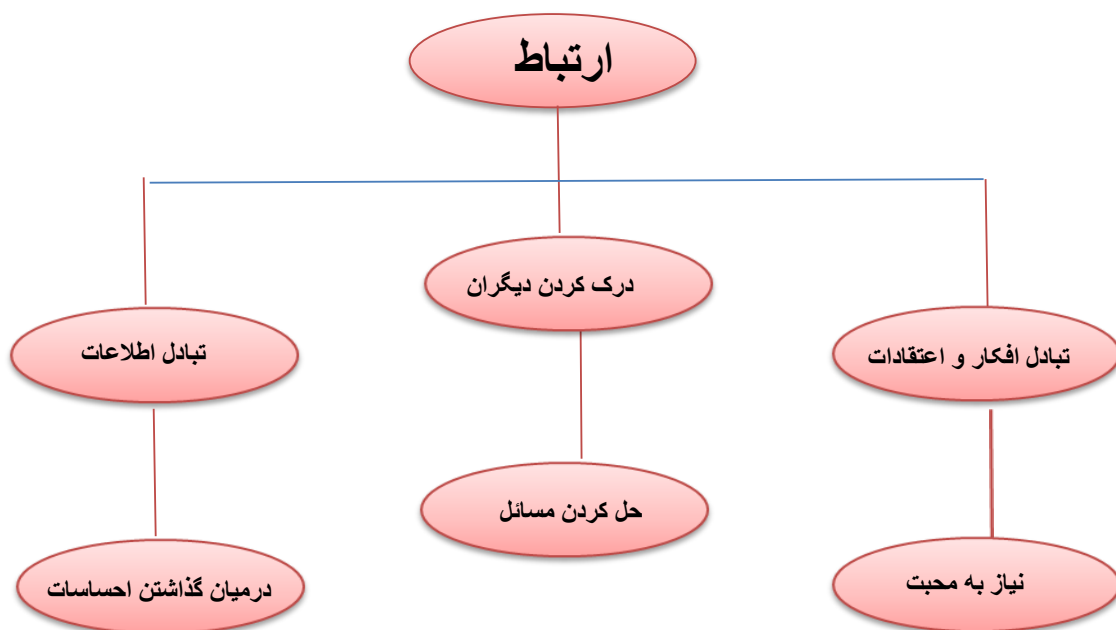 ارتباط
درک کردن دیگران
تبادل افکار و اعتقادات
تبادل اطلاعات
حل کردن مسائل
نیاز به محبت
درمیان گذاشتن احساسات